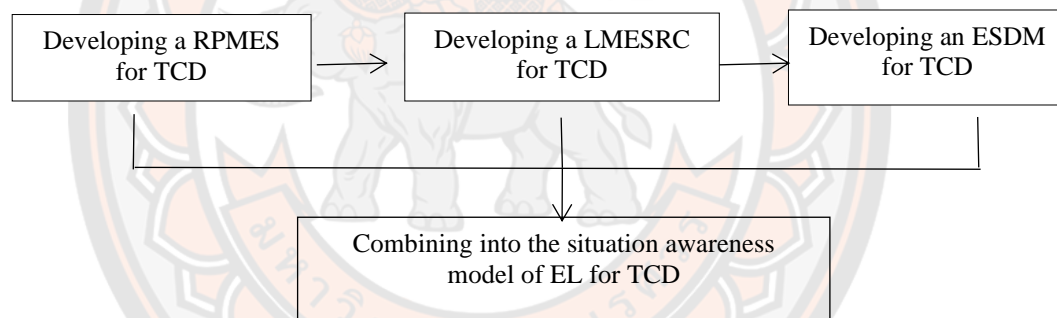 Developing a RPMES
for TCD
Developing a LMESRC
for TCD
Developing an ESDM
for TCD
Combining into the situation awareness
model of EL for TCD